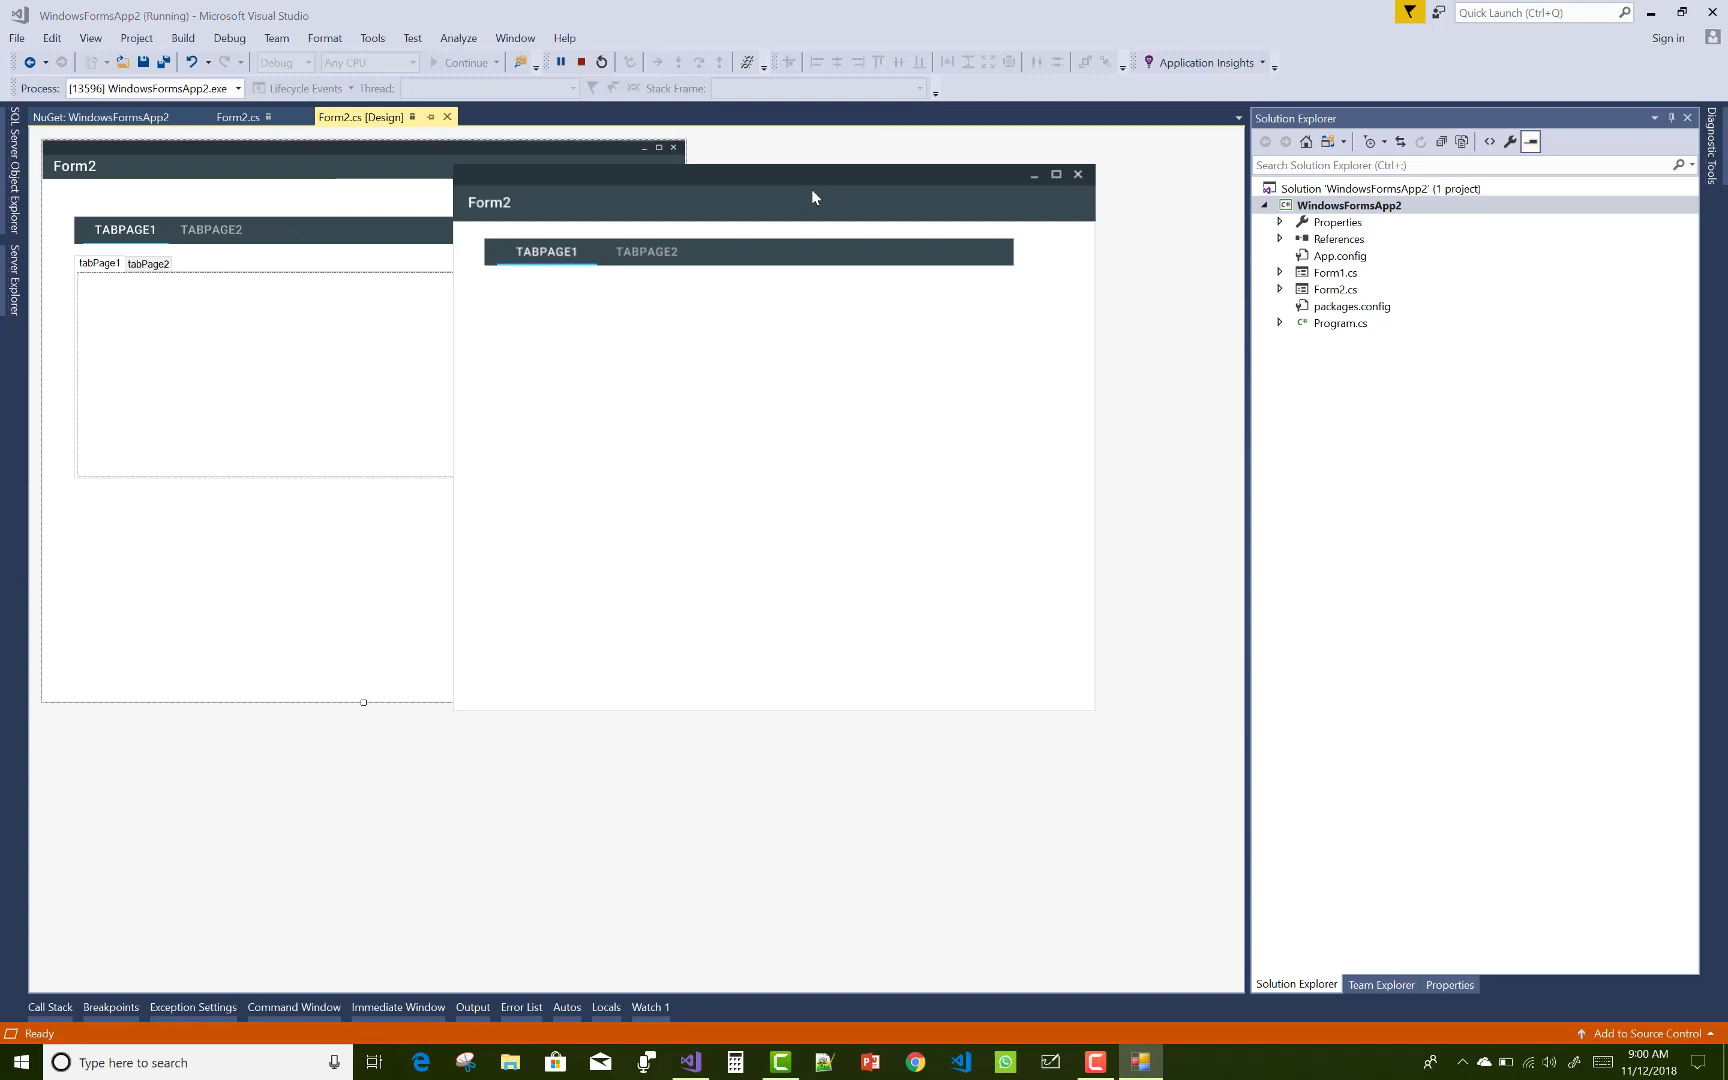 WindowsFormsApp2 (Running) - Microsoft Visual Studio
Quick Launch (Ctrl+Q)
File Edit View Project Build Debug Team Format Tools Test Analyze Window Help
Sign in
Debug Any CPU Continue Application Insights
Process: [13596] WindowsFormsApp2.exe Lifecycle Events Thread: Stack Frame:
NuGet: WindowsFormsApp2 Form2.cs Form2.cs [Design]
SQL Server Object Explorer
Server Explorer
Form2
TABPAGE1 TABPAGE2
tabPage1 tabPage2
Form2
TABPAGE1 TABPAGE2
Solution Explorer
Search Solution Explorer (Ctrl+;)
Solution 'WindowsFormsApp2' (1 project)
WindowsFormsApp2
Properties
References
App.config
Form1.cs
Form2.cs
packages.config
Program.cs
Diagnostic Tools
Solution Explorer Team Explorer Properties
Call Stack Breakpoints Exception Settings Command Window Immediate Window Output Error List Autos Locals Watch 1
Ready
Add to Source Control
Type here to search
9:00 AM
11/12/2018